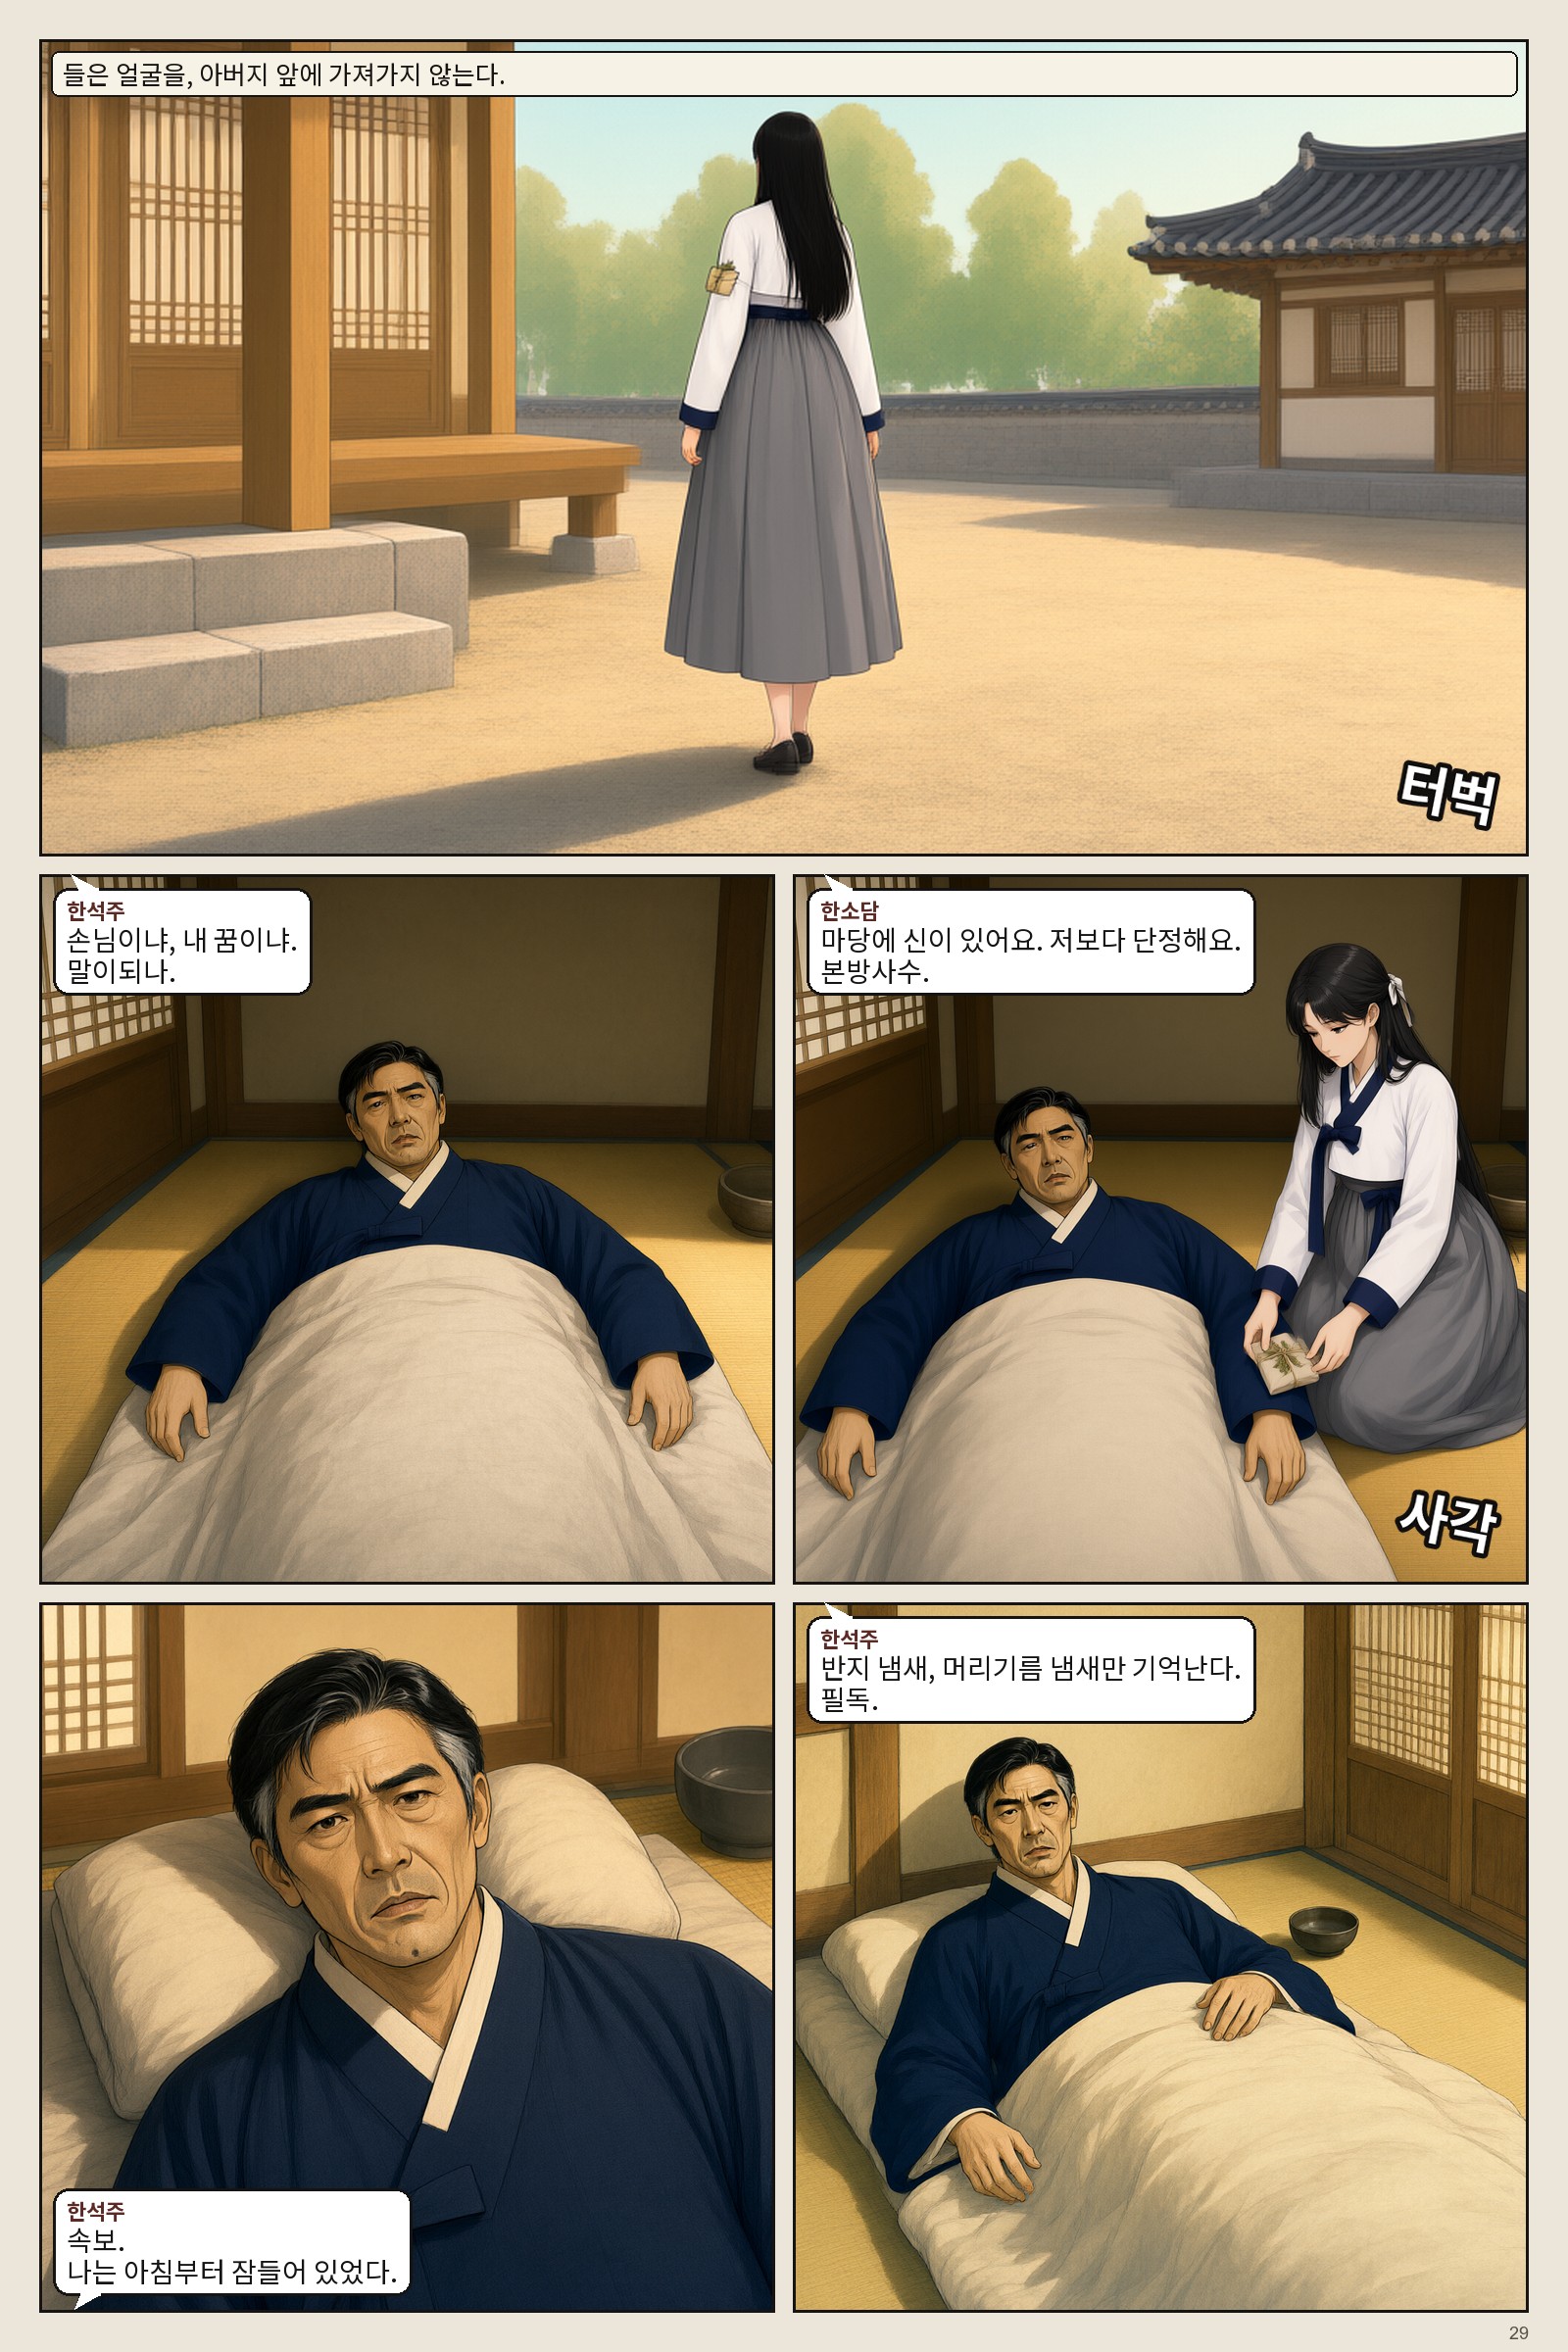 들은 얼굴을, 아버지 앞에 가져가지 않는다.
터벅
한석주
손님이냐, 내 꿈이냐.
말이되나.
한소담
마당에 신이 있어요. 저보다 단정해요.
본방사수.
사각
한석주
속보.
나는 아침부터 잠들어 있었다.
한석주
반지 냄새, 머리기름 냄새만 기억난다.
필독.
29